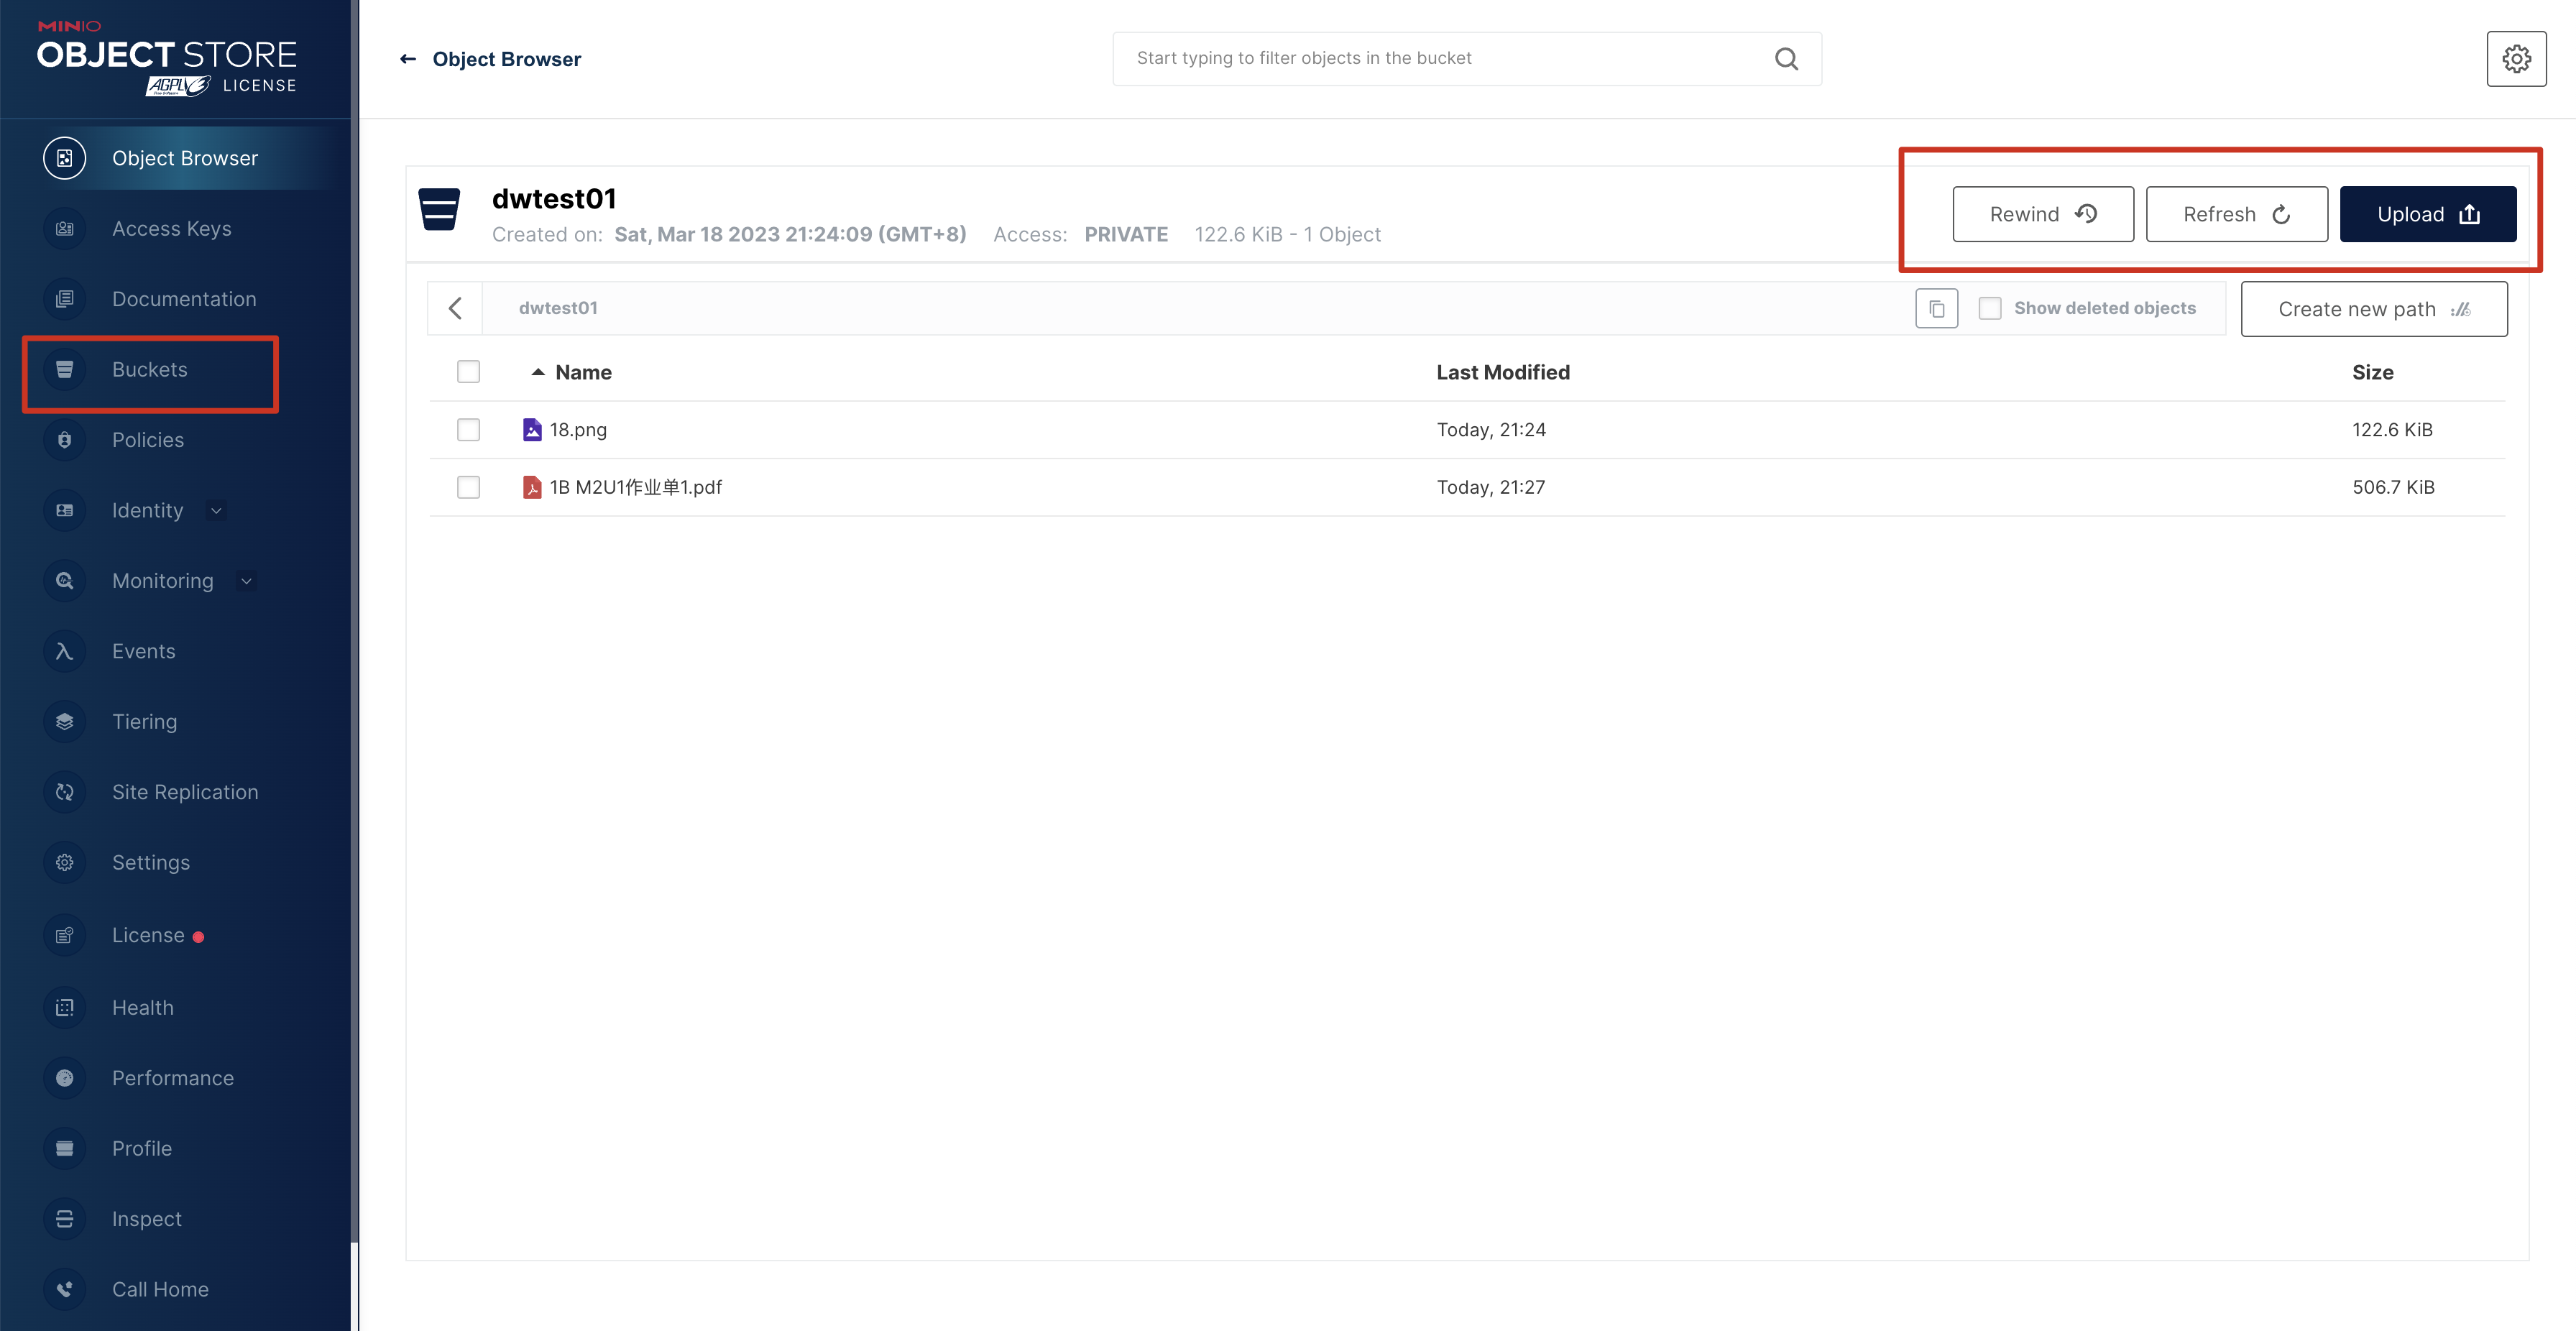 MINIO
OBJECT STORE
AGPL v3 LICENSE
Object Browser
Access Keys
Documentation
Buckets
Policies
Identity
Monitoring
Events
Tiering
Site Replication
Settings
License
Health
Performance
Profile
Inspect
Call Home
Object Browser
Start typing to filter objects in the bucket
dwtest01
Created on: Sat, Mar 18 2023 21:24:09 (GMT+8) Access: PRIVATE 122.6 KiB - 1 Object
Rewind Refresh Upload
dwtest01 Show deleted objects Create new path
Name Last Modified Size
18.png Today, 21:24 122.6 KiB
1B M2U1作业单1.pdf Today, 21:27 506.7 KiB